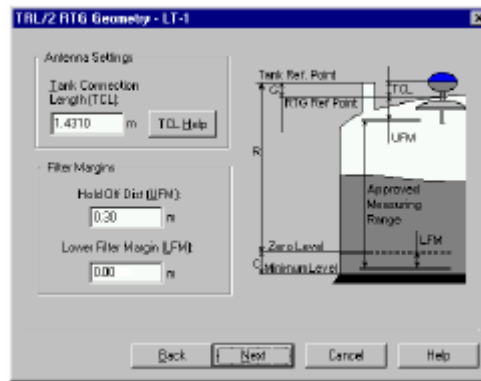 TRL/2 RTG Geometry - LT-1
Antenna Settings
Tank Connection
Length (TCL):
1.4310 m TCL Help
Filter Margins
Hold Off Dist (UFM):
0.30 m
Lower Filter Margin (LFM):
0.00 m
Tank Ref. Point
G
TCL
RTG Ref Point
UFM
R
Approved
Measuring
Range
LFM
Zero Level
C
Minimum Level
Back Next Cancel Help